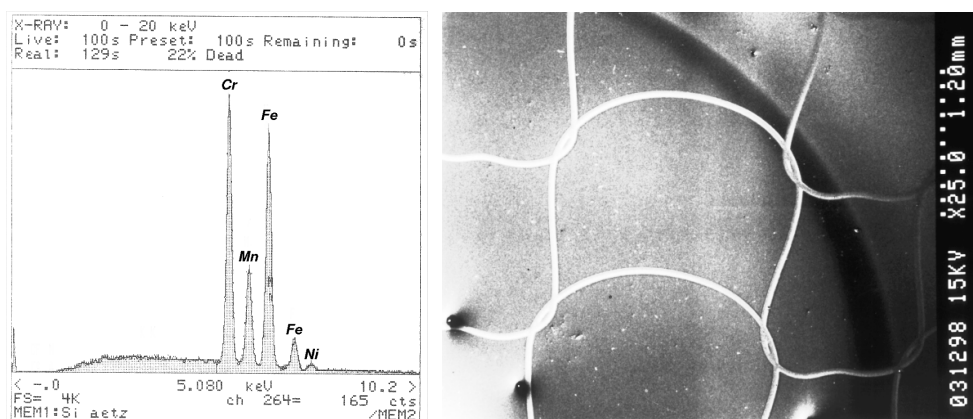 X-RAY: 0 - 20 keV
Live: 100s Preset: 100s Remaining: 0s
Real: 129s 22% Dead
Cr
Fe
Mn
Fe
Ni
< -.0 5.080 keV 10.2 >
FS= 4K ch 264= 165 cts
MEM1:Si aetz /MEM2
031298 15KV X25.0 1.20mm